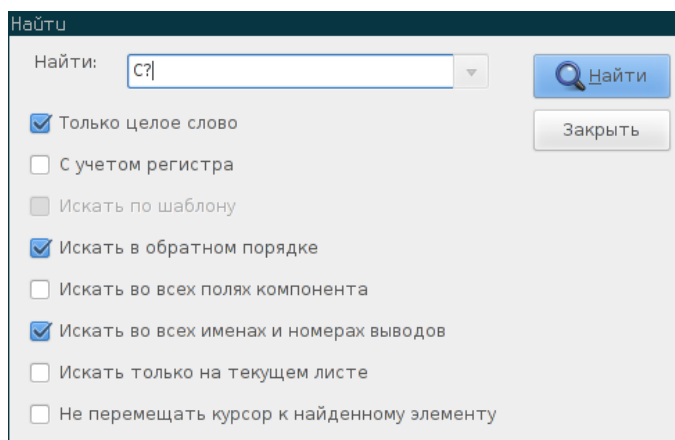 Найти
Найти: C?
Найти
Только целое слово
Закрыть
С учетом регистра
Искать по шаблону
Искать в обратном порядке
Искать во всех полях компонента
Искать во всех именах и номерах выводов
Искать только на текущем листе
Не перемещать курсор к найденному элементу